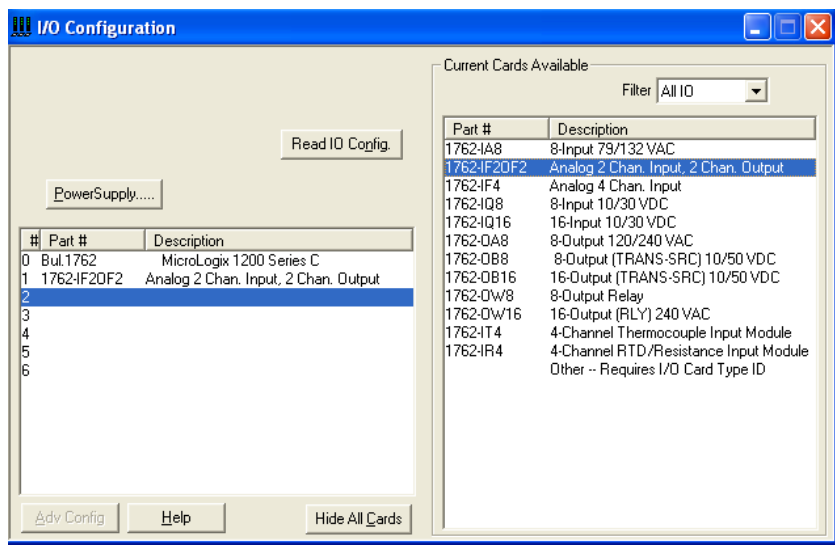 I/O Configuration
Read IO Config.
PowerSupply.....
# Part # Description
0 Bul.1762 MicroLogix 1200 Series C
1 1762-IF2OF2 Analog 2 Chan. Input, 2 Chan. Output
2
3
4
5
6
Adv Config Help Hide All Cards
Current Cards Available
Filter All IO
Part # Description
1762-IA8 8-Input 79/132 VAC
1762-IF2OF2 Analog 2 Chan. Input, 2 Chan. Output
1762-IF4 Analog 4 Chan. Input
1762-IQ8 8-Input 10/30 VDC
1762-IQ16 16-Input 10/30 VDC
1762-OA8 8-Output 120/240 VAC
1762-OB8 8-Output (TRANS-SRC) 10/50 VDC
1762-OB16 16-Output (TRANS-SRC) 10/50 VDC
1762-OW8 8-Output Relay
1762-OW16 16-Output (RLY) 240 VAC
1762-IT4 4-Channel Thermocouple Input Module
1762-IR4 4-Channel RTD/Resistance Input Module
Other -- Requires I/O Card Type ID